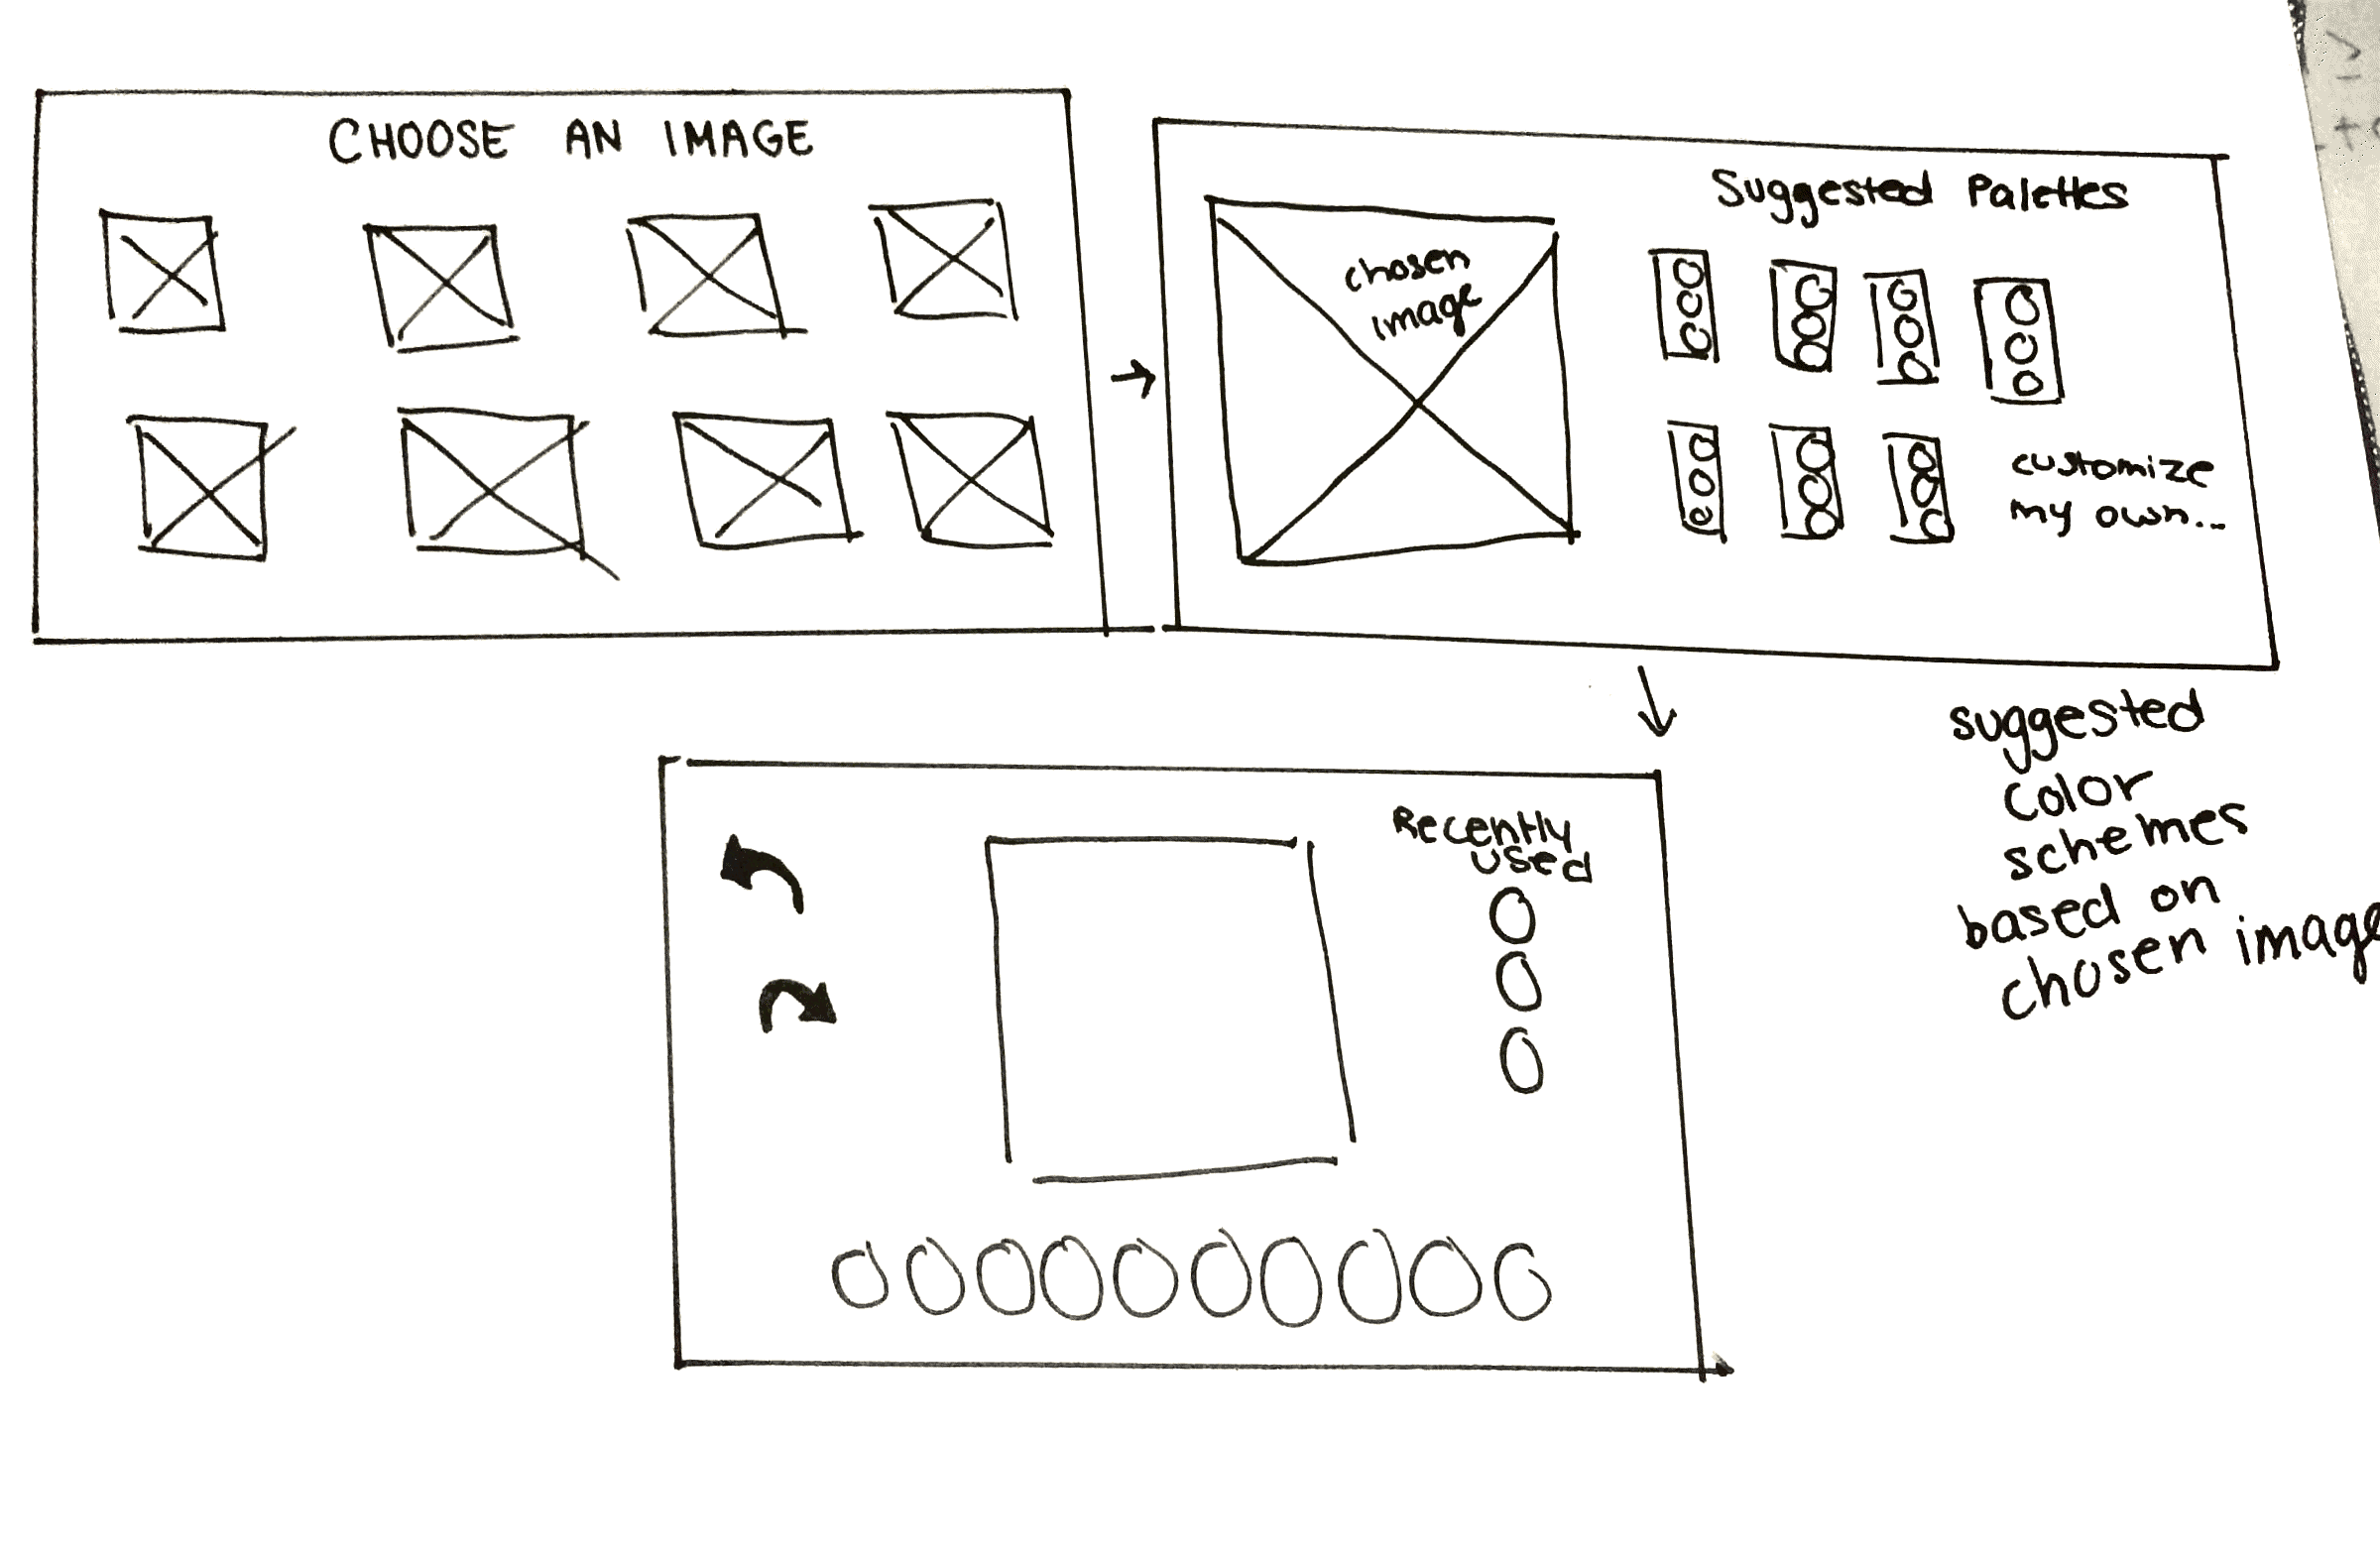 CHOOSE AN IMAGE
Suggested Palettes
chosen
image
customize
my own...
Recently
used
suggested
color
schemes
based on
chosen image